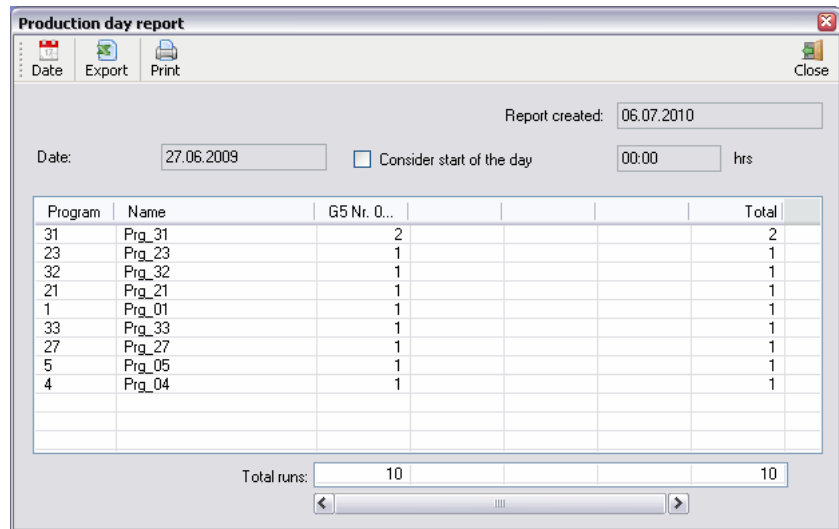 Production day report
Date Export Print Close
Report created: 06.07.2010
Date: 27.06.2009 Consider start of the day 00:00 hrs
Program Name G5 Nr. 0... Total
31 Prg_31 2 2
23 Prg_23 1 1
32 Prg_32 1 1
21 Prg_21 1 1
1 Prg_01 1 1
33 Prg_33 1 1
27 Prg_27 1 1
5 Prg_05 1 1
4 Prg_04 1 1
Total runs: 10 10